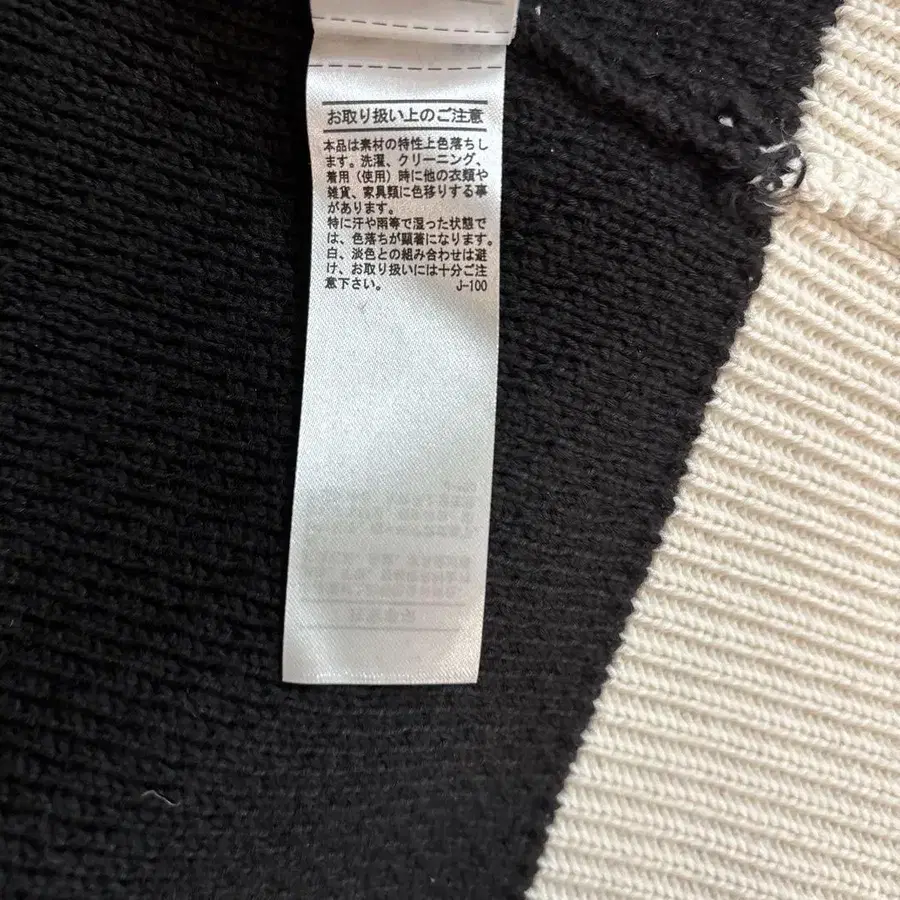 お取り扱い上のご注意
本品は素材の特性上色落ちし
ます。洗濯、クリーニング、
着用（使用）時に他の衣類や
雑貨、家具類に色移りする事
があります。
特に汗や雨等で湿った状態で
は、色落ちが顕著になります。
白、淡色との組み合わせは避
け、お取り扱いには十分ご注
意下さい。 J-100